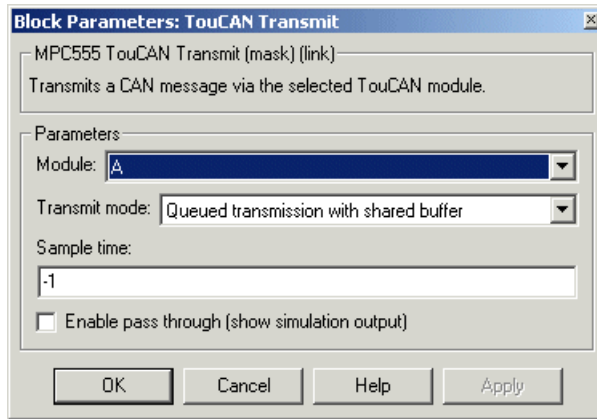 Block Parameters: TouCAN Transmit
MPC555 TouCAN Transmit (mask) (link)
Transmits a CAN message via the selected TouCAN module.
Parameters
Module: A
Transmit mode: Queued transmission with shared buffer
Sample time:
-1
Enable pass through (show simulation output)
OK Cancel Help Apply